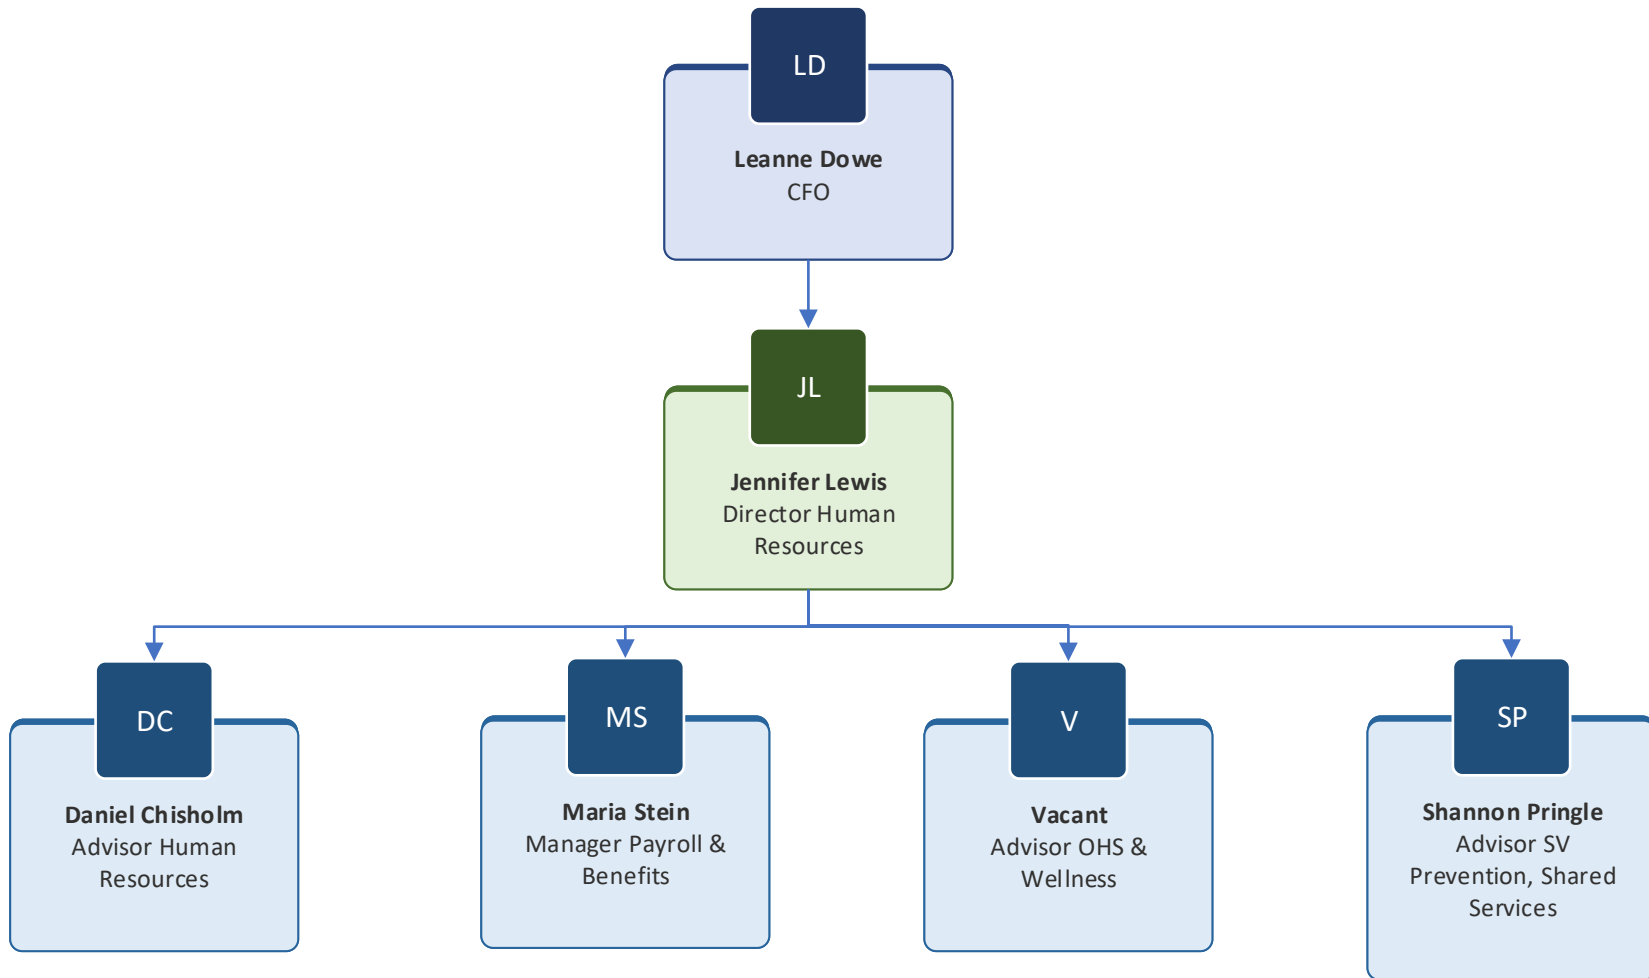 LD
Leanne Dowe
CFO
JL
Jennifer Lewis
Director Human
Resources
DC
Daniel Chisholm
Advisor Human
Resources
MS
Maria Stein
Manager Payroll &
Benefits
V
Vacant
Advisor OHS &
Wellness
SP
Shannon Pringle
Advisor SV
Prevention, Shared
Services